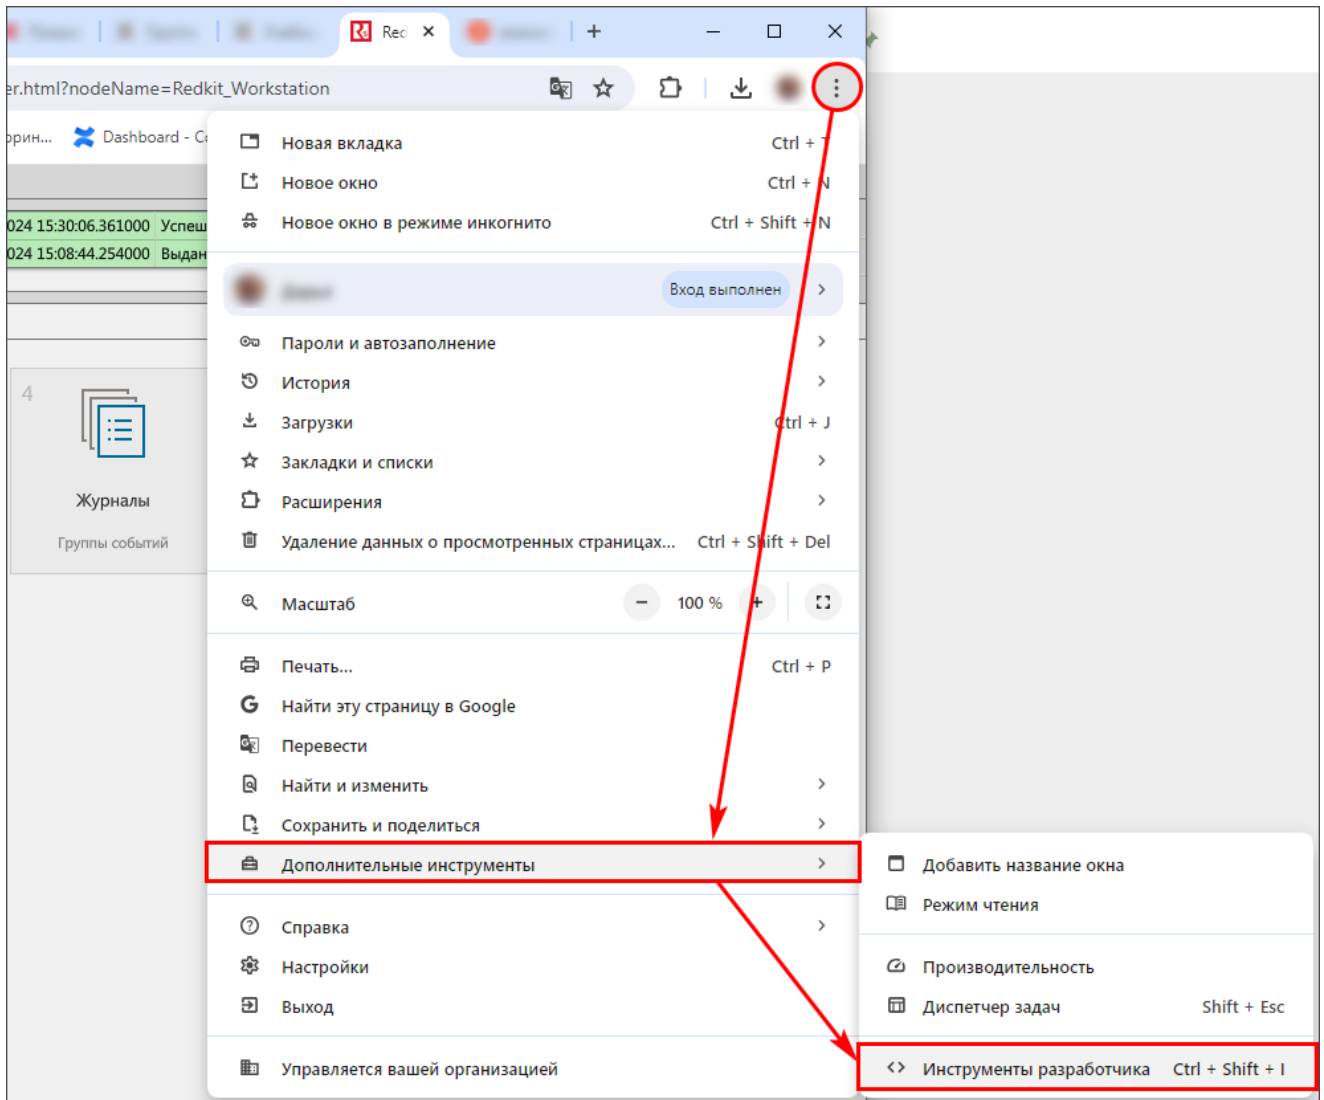 Red
er.html?nodeName=Redkit_Workstation
орин...
Dashboard - Co
Новая вкладка Ctrl + T
Новое окно Ctrl + N
024 15:30:06.361000 Успеш
Новое окно в режиме инкогнито Ctrl + Shift + N
024 15:08:44.254000 Выдан
Вход выполнен
Пароли и автозаполнение
История
4
Загрузки Ctrl + J
Закладки и списки
Журналы
Расширения
Группы событий
Удаление данных о просмотренных страницах... Ctrl + Shift + Del
Масштаб − 100 % +
Печать... Ctrl + P
Найти эту страницу в Google
Перевести
Найти и изменить
Сохранить и поделиться
Дополнительные инструменты
Добавить название окна
Режим чтения
Справка
Настройки
Производительность
Выход
Диспетчер задач Shift + Esc
Управляется вашей организацией
Инструменты разработчика Ctrl + Shift + I